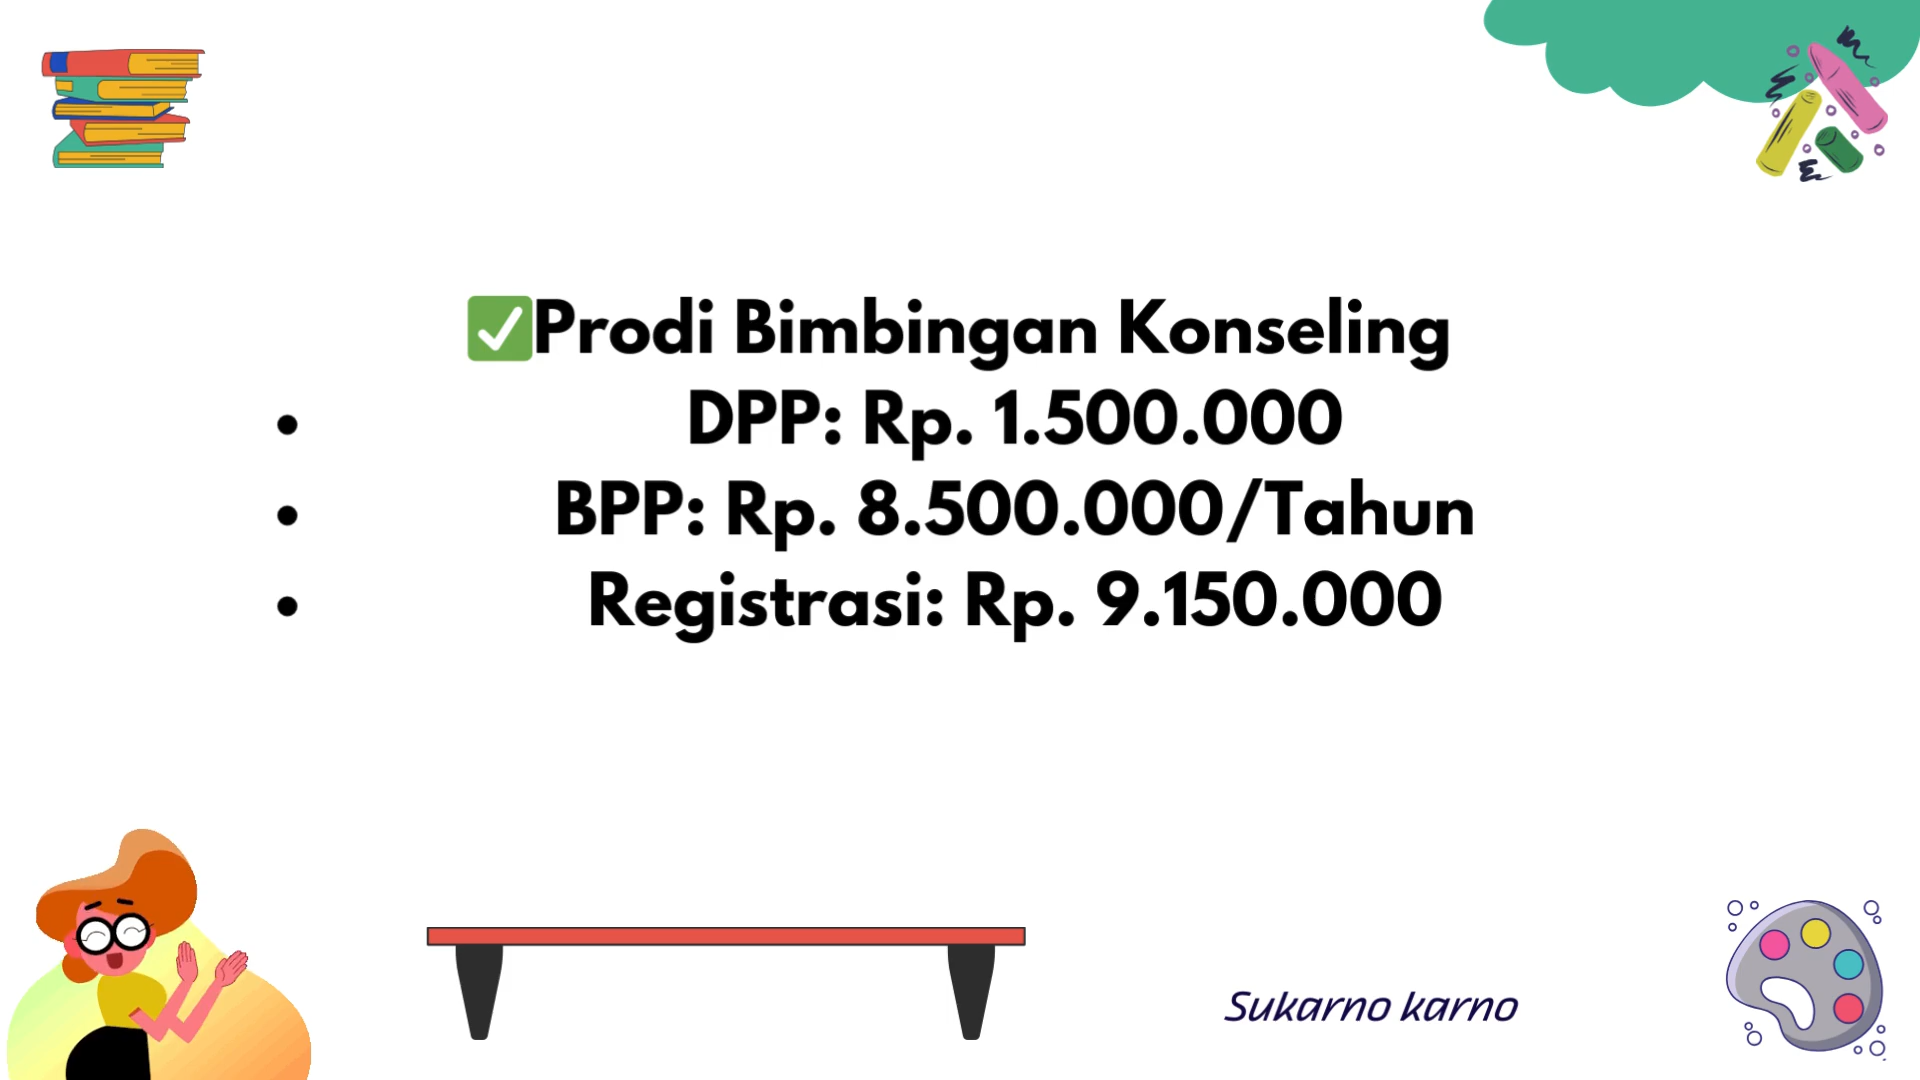 ✅Prodi Bimbingan Konseling
• DPP: Rp. 1.500.000
• BPP: Rp. 8.500.000/Tahun
• Registrasi: Rp. 9.150.000
Sukarno karno